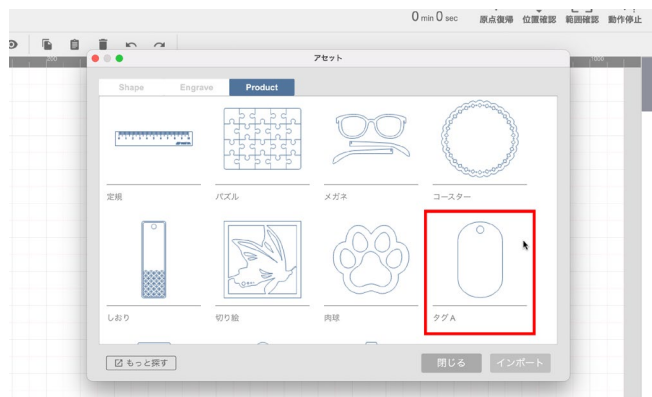 0 min 0 sec
原点復帰 位置確認 範囲確認 動作停止
アセット
Shape Engrave Product
定規 パズル メガネ コースター
しおり 切り絵 肉球 タグA
もっと探す 閉じる インポート